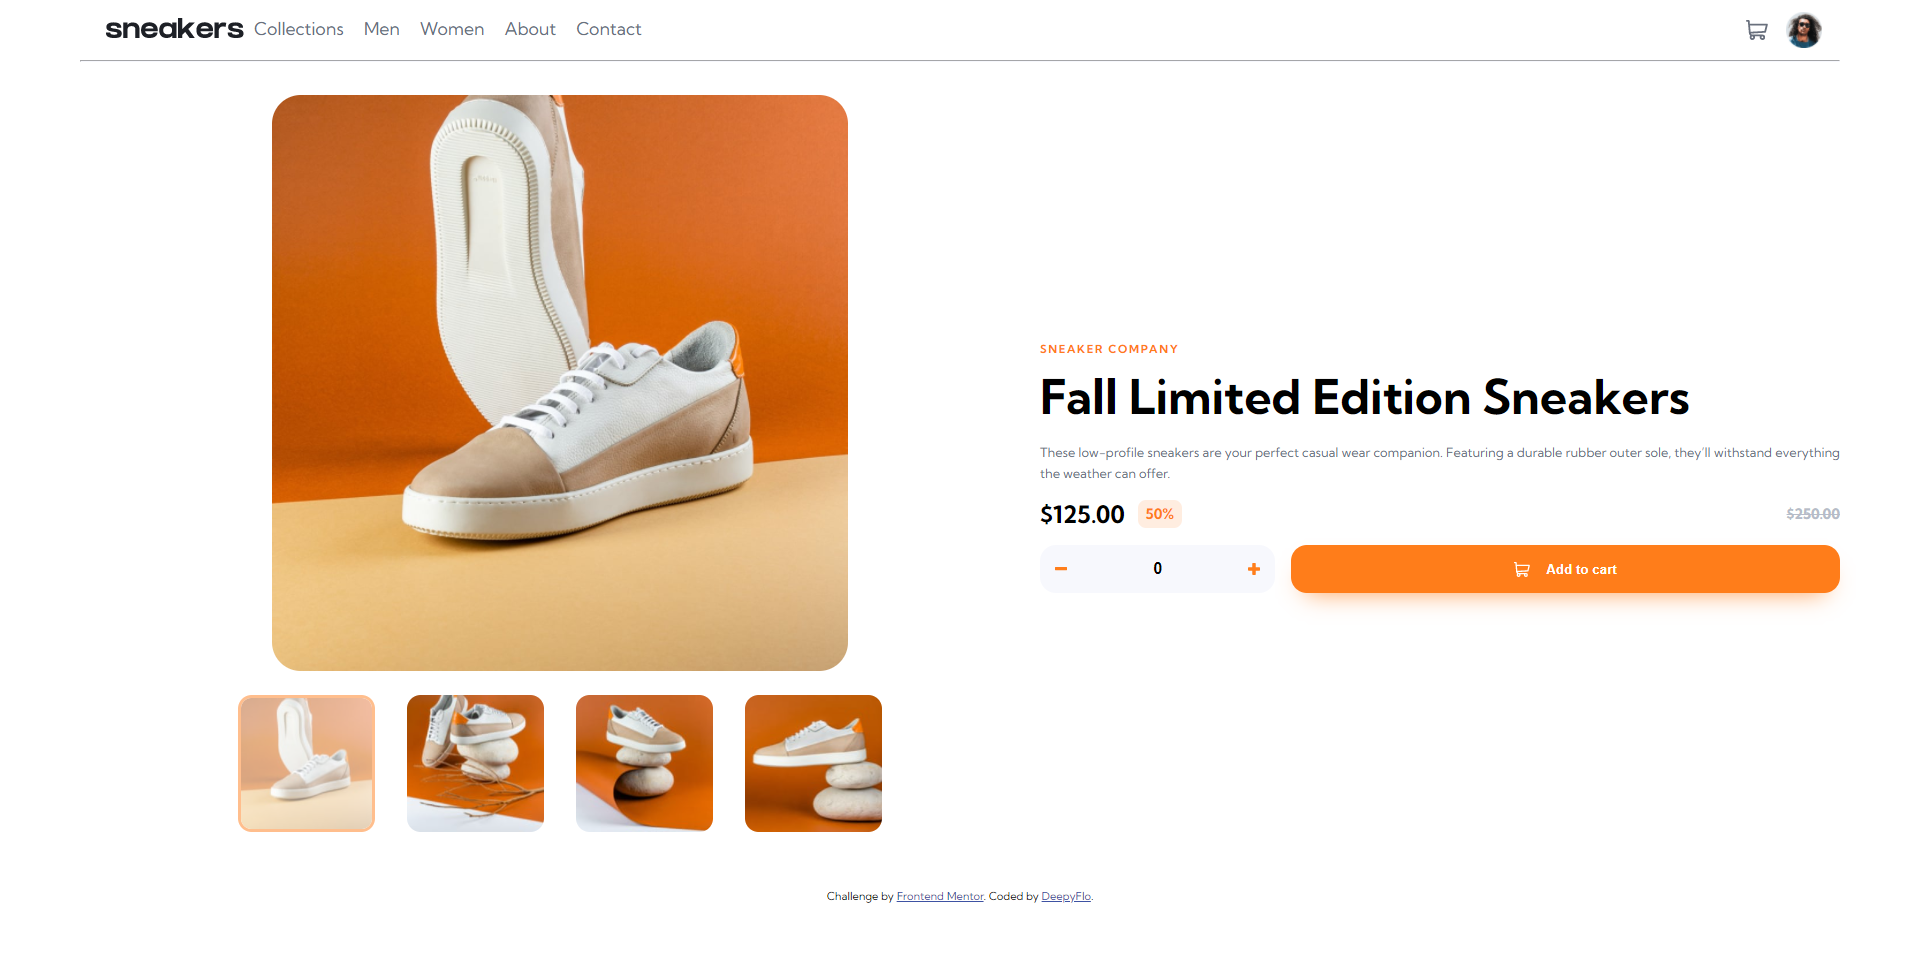 sneakers Collections Men Women About Contact
SNEAKER COMPANY
Fall Limited Edition Sneakers
These low-profile sneakers are your perfect casual wear companion. Featuring a durable rubber outer sole, they'll withstand everything
the weather can offer.
$125.00 50% $250.00
0 Add to cart
Challenge by Frontend Mentor. Coded by DeepyFlo.